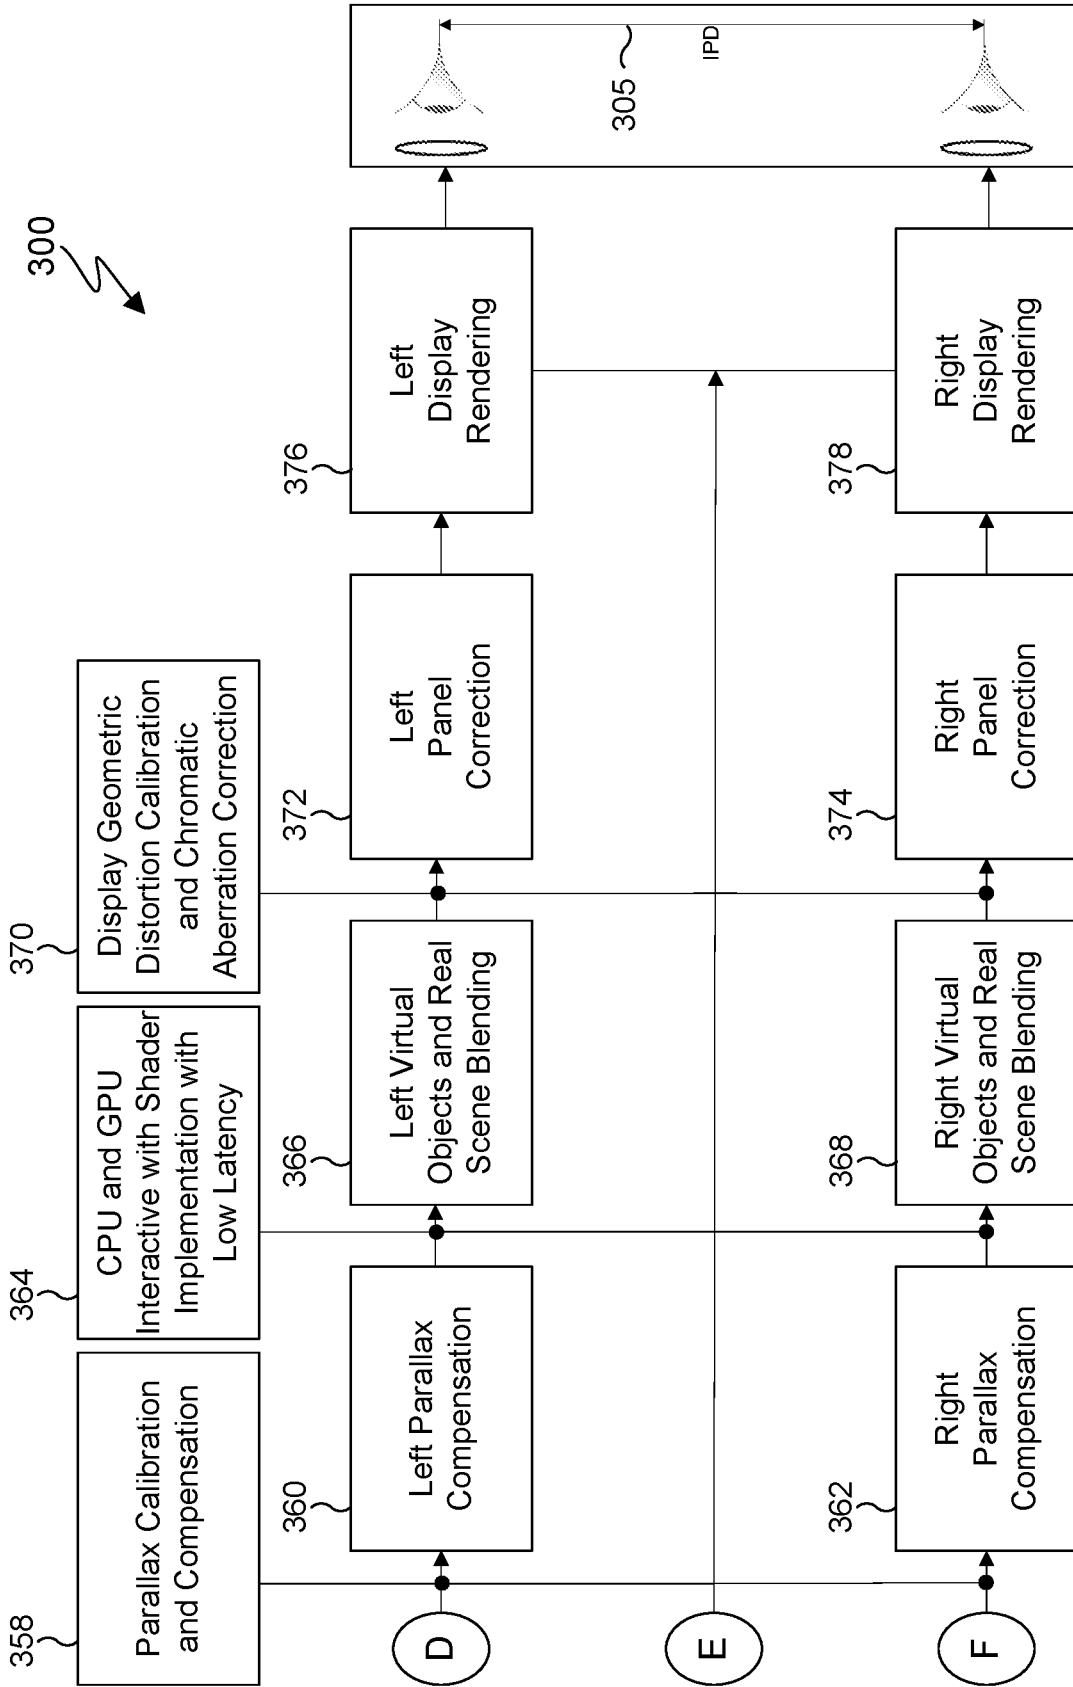 300
358
Parallax Calibration
and Compensation
364
CPU and GPU
Interactive with Shader
Implementation with
Low Latency
370
Display Geometric
Distortion Calibration
and Chromatic
Aberration Correction
D
360
Left Parallax
Compensation
366
Left Virtual
Objects and Real
Scene Blending
372
Left
Panel
Correction
376
Left
Display
Rendering
305
IPD
E
F
362
Right
Parallax
Compensation
368
Right Virtual
Objects and Real
Scene Blending
374
Right
Panel
Correction
378
Right
Display
Rendering